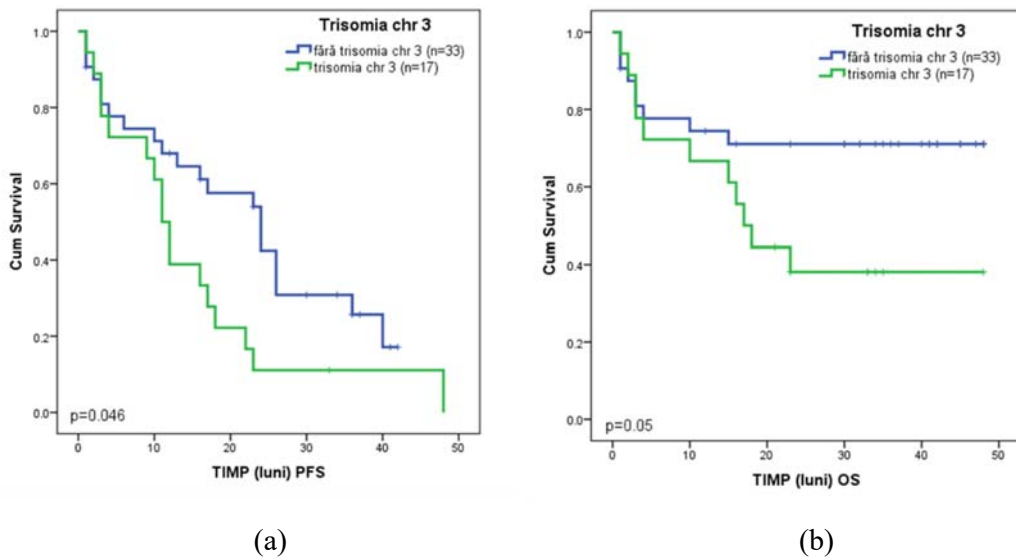 Trisomia chr 3
fără trisomia chr 3 (n=33)
trisomia chr 3 (n=17)
Cum Survival
1.0
0.8
0.6
0.4
0.2
0.0
p=0.046
0 10 20 30 40 50
TIMP (luni) PFS
(a)
Trisomia chr 3
fără trisomia chr 3 (n=33)
trisomia chr 3 (n=17)
Cum Survival
1.0
0.8
0.6
0.4
0.2
0.0
p=0.05
0 10 20 30 40 50
TIMP (luni) OS
(b)